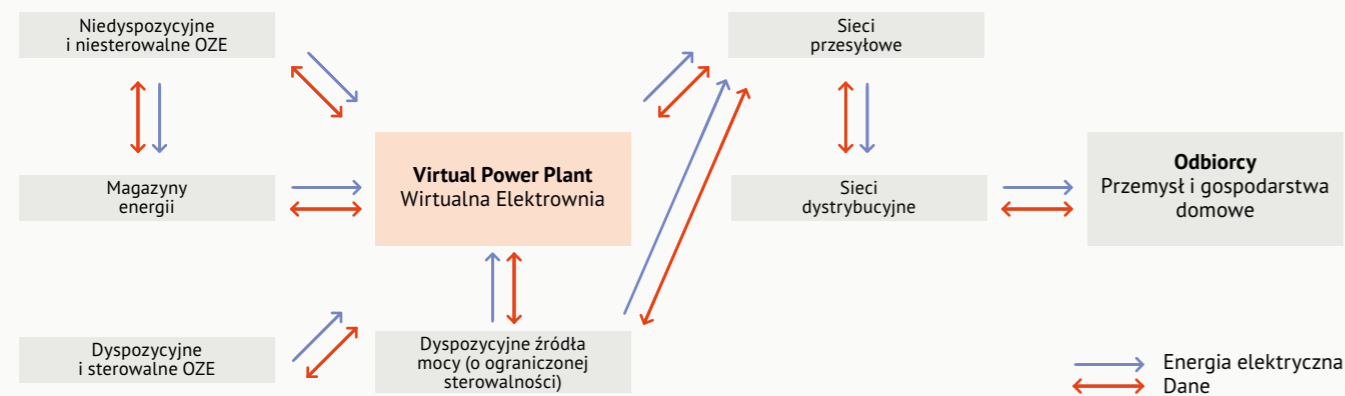 Niedyspozycyjne
i niesterowalne OZE
Sieci
przesyłowe
Magazyny
energii
Virtual Power Plant
Wirtualna Elektrownia
Sieci
dystrybucyjne
Odbiorcy
Przemysł i gospodarstwa
domowe
Dyspozycyjne
i sterowalne OZE
Dyspozycyjne źródła
mocy (o ograniczonej
sterowalności)
Energia elektryczna
Dane